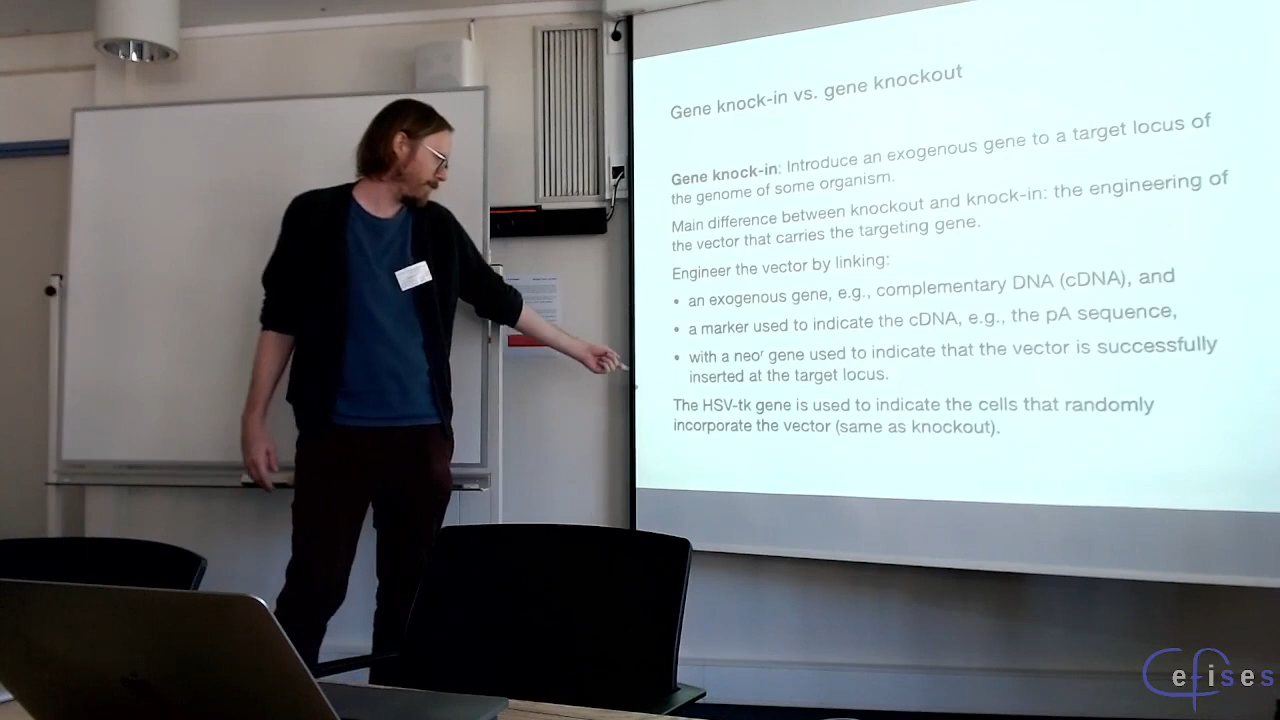 Gene knock-in vs. gene knockout
Gene knock-in: Introduce an exogenous gene to a target locus of
the genome of some organism.
Main difference between knockout and knock-in: the engineering of
the vector that carries the targeting gene.
Engineer the vector by linking:
• an exogenous gene, e.g., complementary DNA (cDNA), and
• a marker used to indicate the cDNA, e.g., the pA sequence,
• with a neoʳ gene used to indicate that the vector is successfully
inserted at the target locus.
The HSV-tk gene is used to indicate the cells that randomly
incorporate the vector (same as knockout).
Cefises